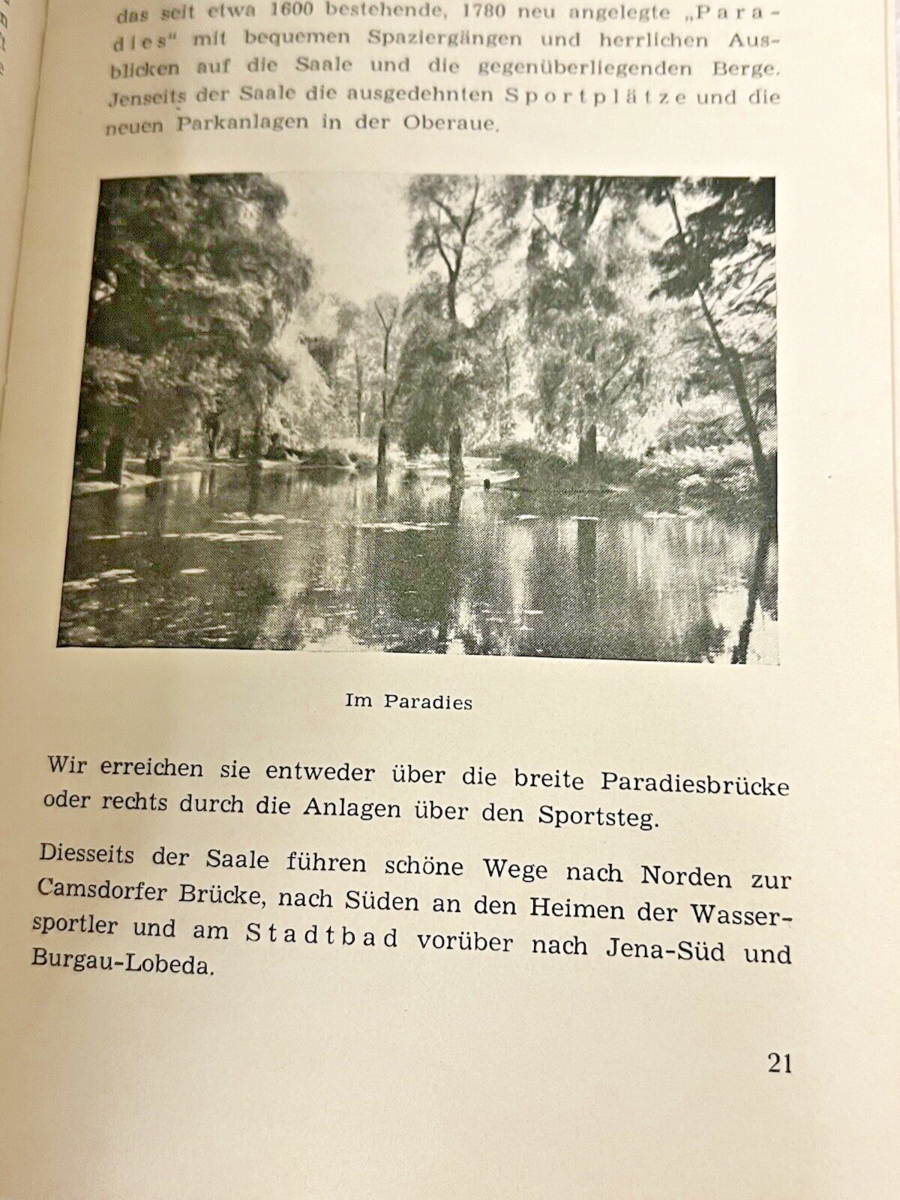 das seit etwa 1600 bestehende, 1780 neu angelegte „Para-
dies“ mit bequemen Spaziergängen und herrlichen Aus-
blicken auf die Saale und die gegenüberliegenden Berge.
Jenseits der Saale die ausgedehnten Sportplätze und die
neuen Parkanlagen in der Oberaue.
Im Paradies
Wir erreichen sie entweder über die breite Paradiesbrücke
oder rechts durch die Anlagen über den Sportsteg.
Diesseits der Saale führen schöne Wege nach Norden zur
Camsdorfer Brücke, nach Süden an den Heimen der Wasser-
sportler und am Stadtbad vorüber nach Jena-Süd und
Burgau-Lobeda.
21